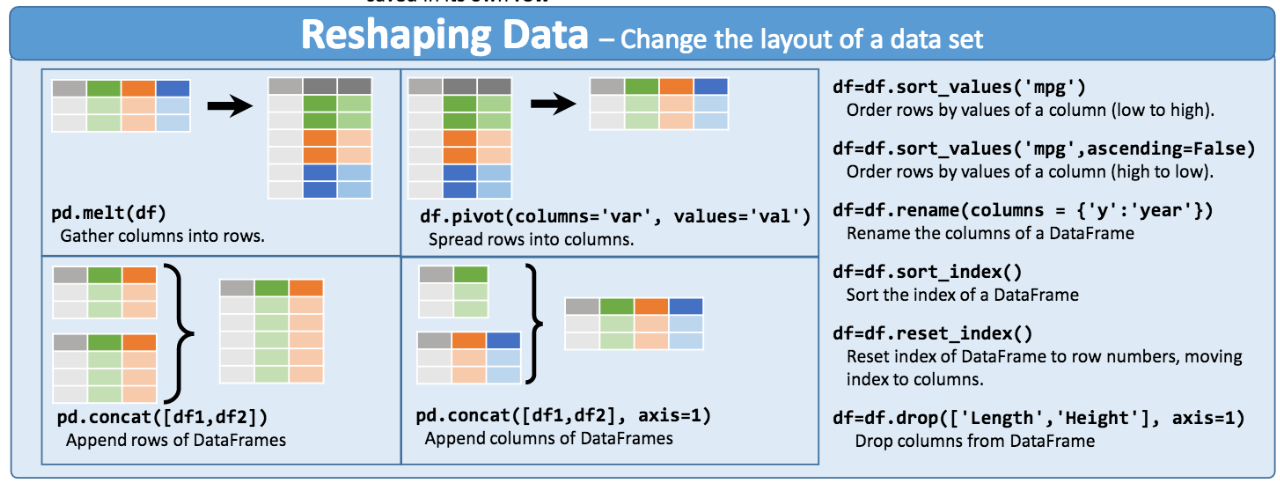 saved in its own row
Reshaping Data – Change the layout of a data set
pd.melt(df)
Gather columns into rows.
df.pivot(columns='var', values='val')
Spread rows into columns.
pd.concat([df1,df2])
Append rows of DataFrames
pd.concat([df1,df2], axis=1)
Append columns of DataFrames
df=df.sort_values('mpg')
Order rows by values of a column (low to high).
df=df.sort_values('mpg',ascending=False)
Order rows by values of a column (high to low).
df=df.rename(columns = {'y':'year'})
Rename the columns of a DataFrame
df=df.sort_index()
Sort the index of a DataFrame
df=df.reset_index()
Reset index of DataFrame to row numbers, moving
index to columns.
df=df.drop(['Length','Height'], axis=1)
Drop columns from DataFrame